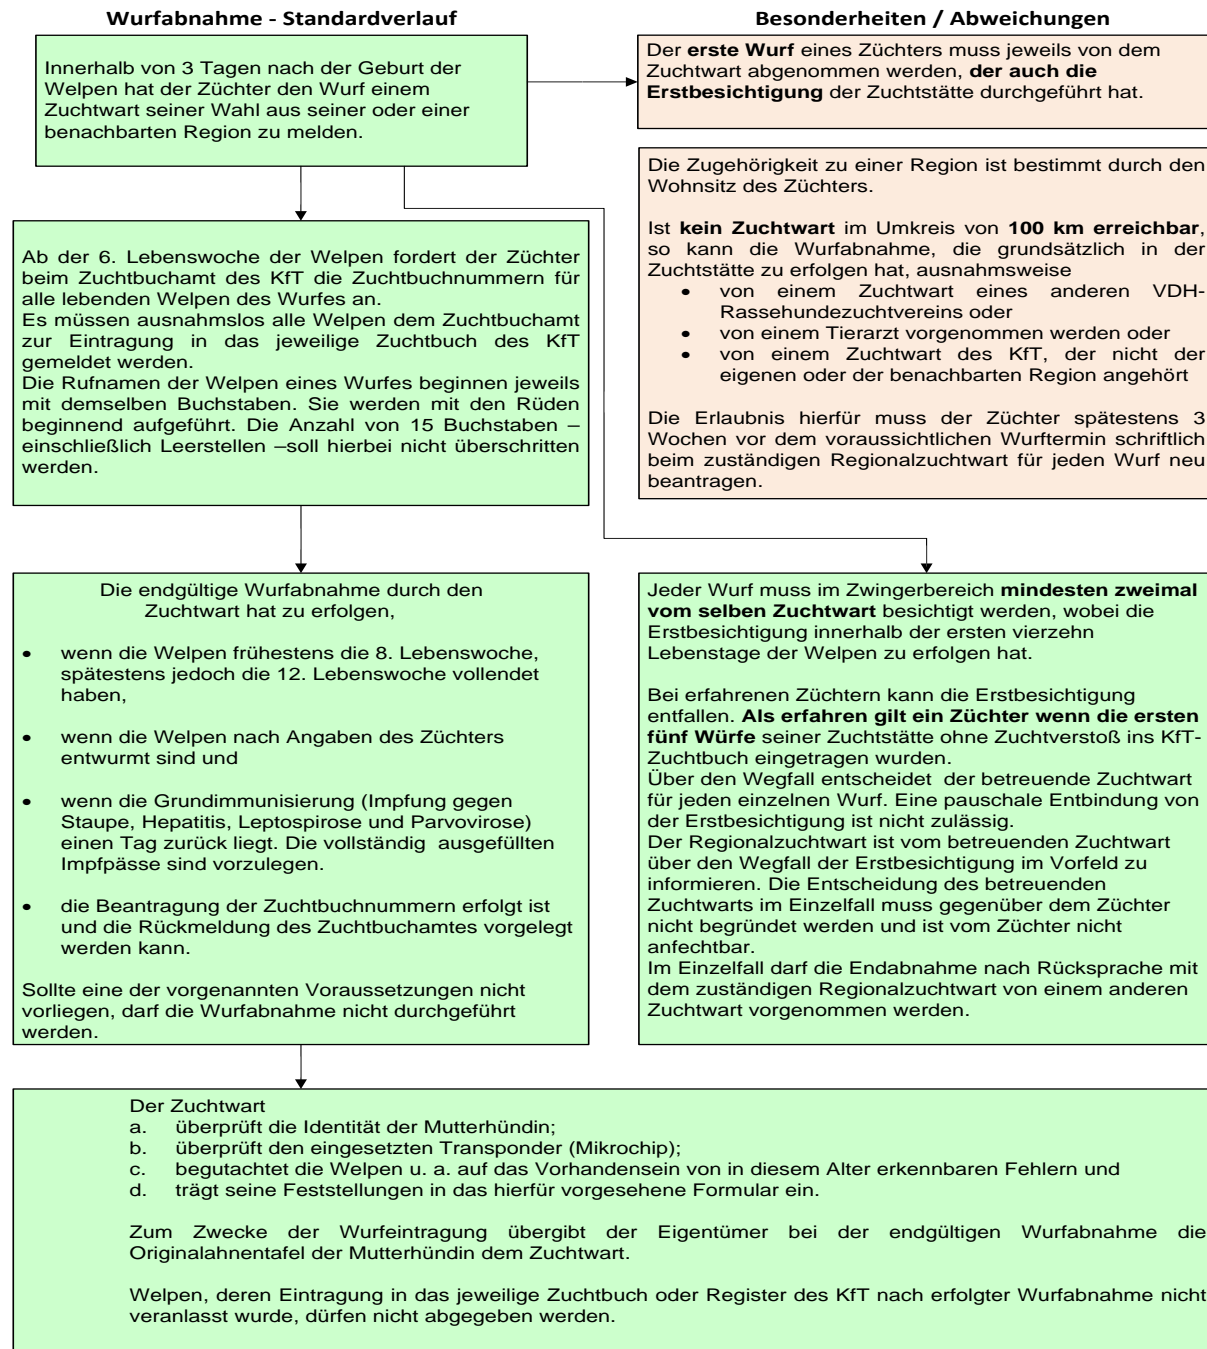 Wurfabnahme - Standardverlauf
Innerhalb von 3 Tagen nach der Geburt der
Welpen hat der Züchter den Wurf einem
Zuchtwart seiner Wahl aus seiner oder einer
benachbarten Region zu melden.
Ab der 6. Lebenswoche der Welpen fordert der Züchter
beim Zuchtbuchamt des KfT die Zuchtbuchnummern für
alle lebenden Welpen des Wurfes an.
Es müssen ausnahmslos alle Welpen dem Zuchtbuchamt
zur Eintragung in das jeweilige Zuchtbuch des KfT
gemeldet werden.
Die Rufnamen der Welpen eines Wurfes beginnen jeweils
mit demselben Buchstaben. Sie werden mit den Rüden
beginnend aufgeführt. Die Anzahl von 15 Buchstaben –
einschließlich Leerstellen –soll hierbei nicht überschritten
werden.
Die endgültige Wurfabnahme durch den
Zuchtwart hat zu erfolgen,
• wenn die Welpen frühestens die 8. Lebenswoche,
spätestens jedoch die 12. Lebenswoche vollendet
haben,
• wenn die Welpen nach Angaben des Züchters
entwurmt sind und
• wenn die Grundimmunisierung (Impfung gegen
Staupe, Hepatitis, Leptospirose und Parvovirose)
einen Tag zurück liegt. Die vollständig ausgefüllten
Impfpässe sind vorzulegen.
• die Beantragung der Zuchtbuchnummern erfolgt ist
und die Rückmeldung des Zuchtbuchamtes vorgelegt
werden kann.
Sollte eine der vorgenannten Voraussetzungen nicht
vorliegen, darf die Wurfabnahme nicht durchgeführt
werden.
Besonderheiten / Abweichungen
Der erste Wurf eines Züchters muss jeweils von dem
Zuchtwart abgenommen werden, der auch die
Erstbesichtigung der Zuchtstätte durchgeführt hat.
Die Zugehörigkeit zu einer Region ist bestimmt durch den
Wohnsitz des Züchters.
Ist kein Zuchtwart im Umkreis von 100 km erreichbar,
so kann die Wurfabnahme, die grundsätzlich in der
Zuchtstätte zu erfolgen hat, ausnahmsweise
• von einem Zuchtwart eines anderen VDH-
Rassehundezuchtvereins oder
• von einem Tierarzt vorgenommen werden oder
• von einem Zuchtwart des KfT, der nicht der
eigenen oder der benachbarten Region angehört
Die Erlaubnis hierfür muss der Züchter spätestens 3
Wochen vor dem voraussichtlichen Wurftermin schriftlich
beim zuständigen Regionalzuchtwart für jeden Wurf neu
beantragen.
Jeder Wurf muss im Zwingerbereich mindesten zweimal
vom selben Zuchtwart besichtigt werden, wobei die
Erstbesichtigung innerhalb der ersten vierzehn
Lebenstage der Welpen zu erfolgen hat.
Bei erfahrenen Züchtern kann die Erstbesichtigung
entfallen. Als erfahren gilt ein Züchter wenn die ersten
fünf Würfe seiner Zuchtstätte ohne Zuchtverstoß ins KfT-
Zuchtbuch eingetragen wurden.
Über den Wegfall entscheidet der betreuende Zuchtwart
für jeden einzelnen Wurf. Eine pauschale Entbindung von
der Erstbesichtigung ist nicht zulässig.
Der Regionalzuchtwart ist vom betreuenden Zuchtwart
über den Wegfall der Erstbesichtigung im Vorfeld zu
informieren. Die Entscheidung des betreuenden
Zuchtwarts im Einzelfall muss gegenüber dem Züchter
nicht begründet werden und ist vom Züchter nicht
anfechtbar.
Im Einzelfall darf die Endabnahme nach Rücksprache mit
dem zuständigen Regionalzuchtwart von einem anderen
Zuchtwart vorgenommen werden.
Der Zuchtwart
a. überprüft die Identität der Mutterhündin;
b. überprüft den eingesetzten Transponder (Mikrochip);
c. begutachtet die Welpen u. a. auf das Vorhandensein von in diesem Alter erkennbaren Fehlern und
d. trägt seine Feststellungen in das hierfür vorgesehene Formular ein.
Zum Zwecke der Wurfeintragung übergibt der Eigentümer bei der endgültigen Wurfabnahme die
Originalahnentafel der Mutterhündin dem Zuchtwart.
Welpen, deren Eintragung in das jeweilige Zuchtbuch oder Register des KfT nach erfolgter Wurfabnahme nicht
veranlasst wurde, dürfen nicht abgegeben werden.